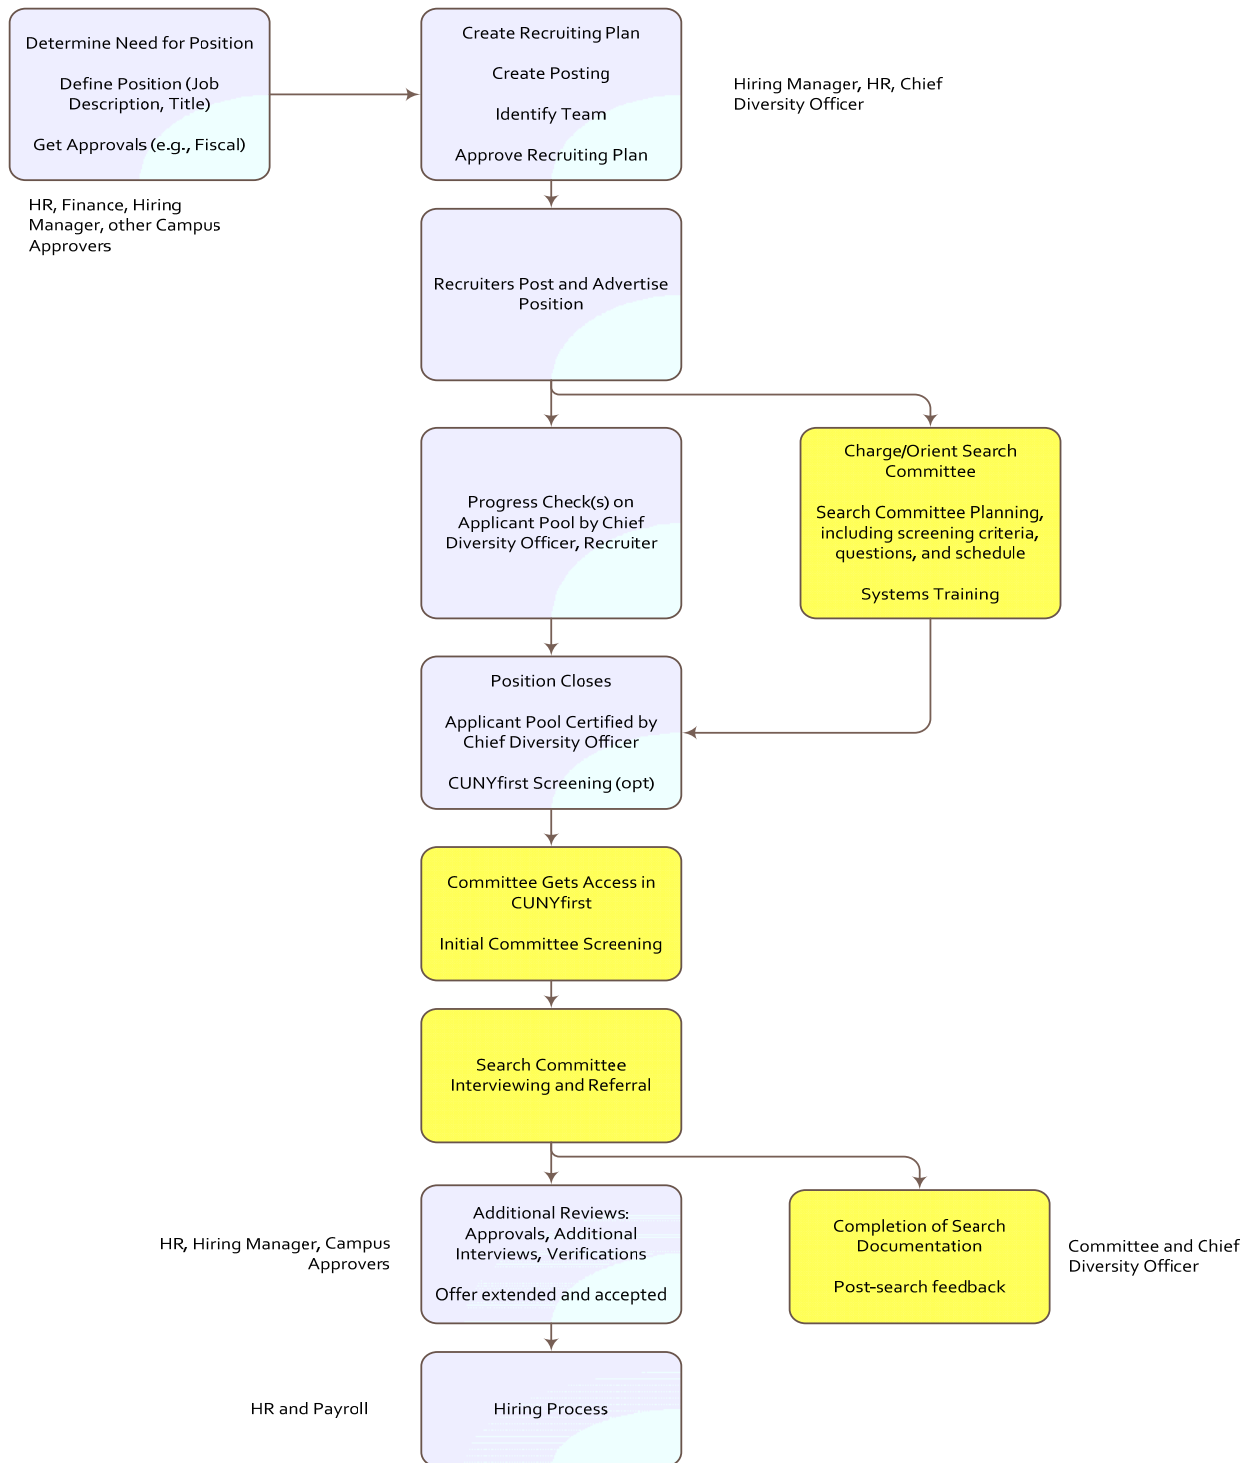 Determine Need for Position
Define Position (Job
Description, Title)
Get Approvals (e.g., Fiscal)
HR, Finance, Hiring
Manager, other Campus
Approvers
Create Recruiting Plan
Create Posting
Identify Team
Approve Recruiting Plan
Hiring Manager, HR, Chief
Diversity Officer
Recruiters Post and Advertise
Position
Progress Check(s) on
Applicant Pool by Chief
Diversity Officer, Recruiter
Charge/Orient Search
Committee
Search Committee Planning,
including screening criteria,
questions, and schedule
Systems Training
Position Closes
Applicant Pool Certified by
Chief Diversity Officer
CUNYfirst Screening (opt)
Committee Gets Access in
CUNYfirst
Initial Committee Screening
Search Committee
Interviewing and Referral
HR, Hiring Manager, Campus
Approvers
Additional Reviews:
Approvals, Additional
Interviews, Verifications
Offer extended and accepted
Completion of Search
Documentation
Post-search feedback
Committee and Chief
Diversity Officer
HR and Payroll
Hiring Process